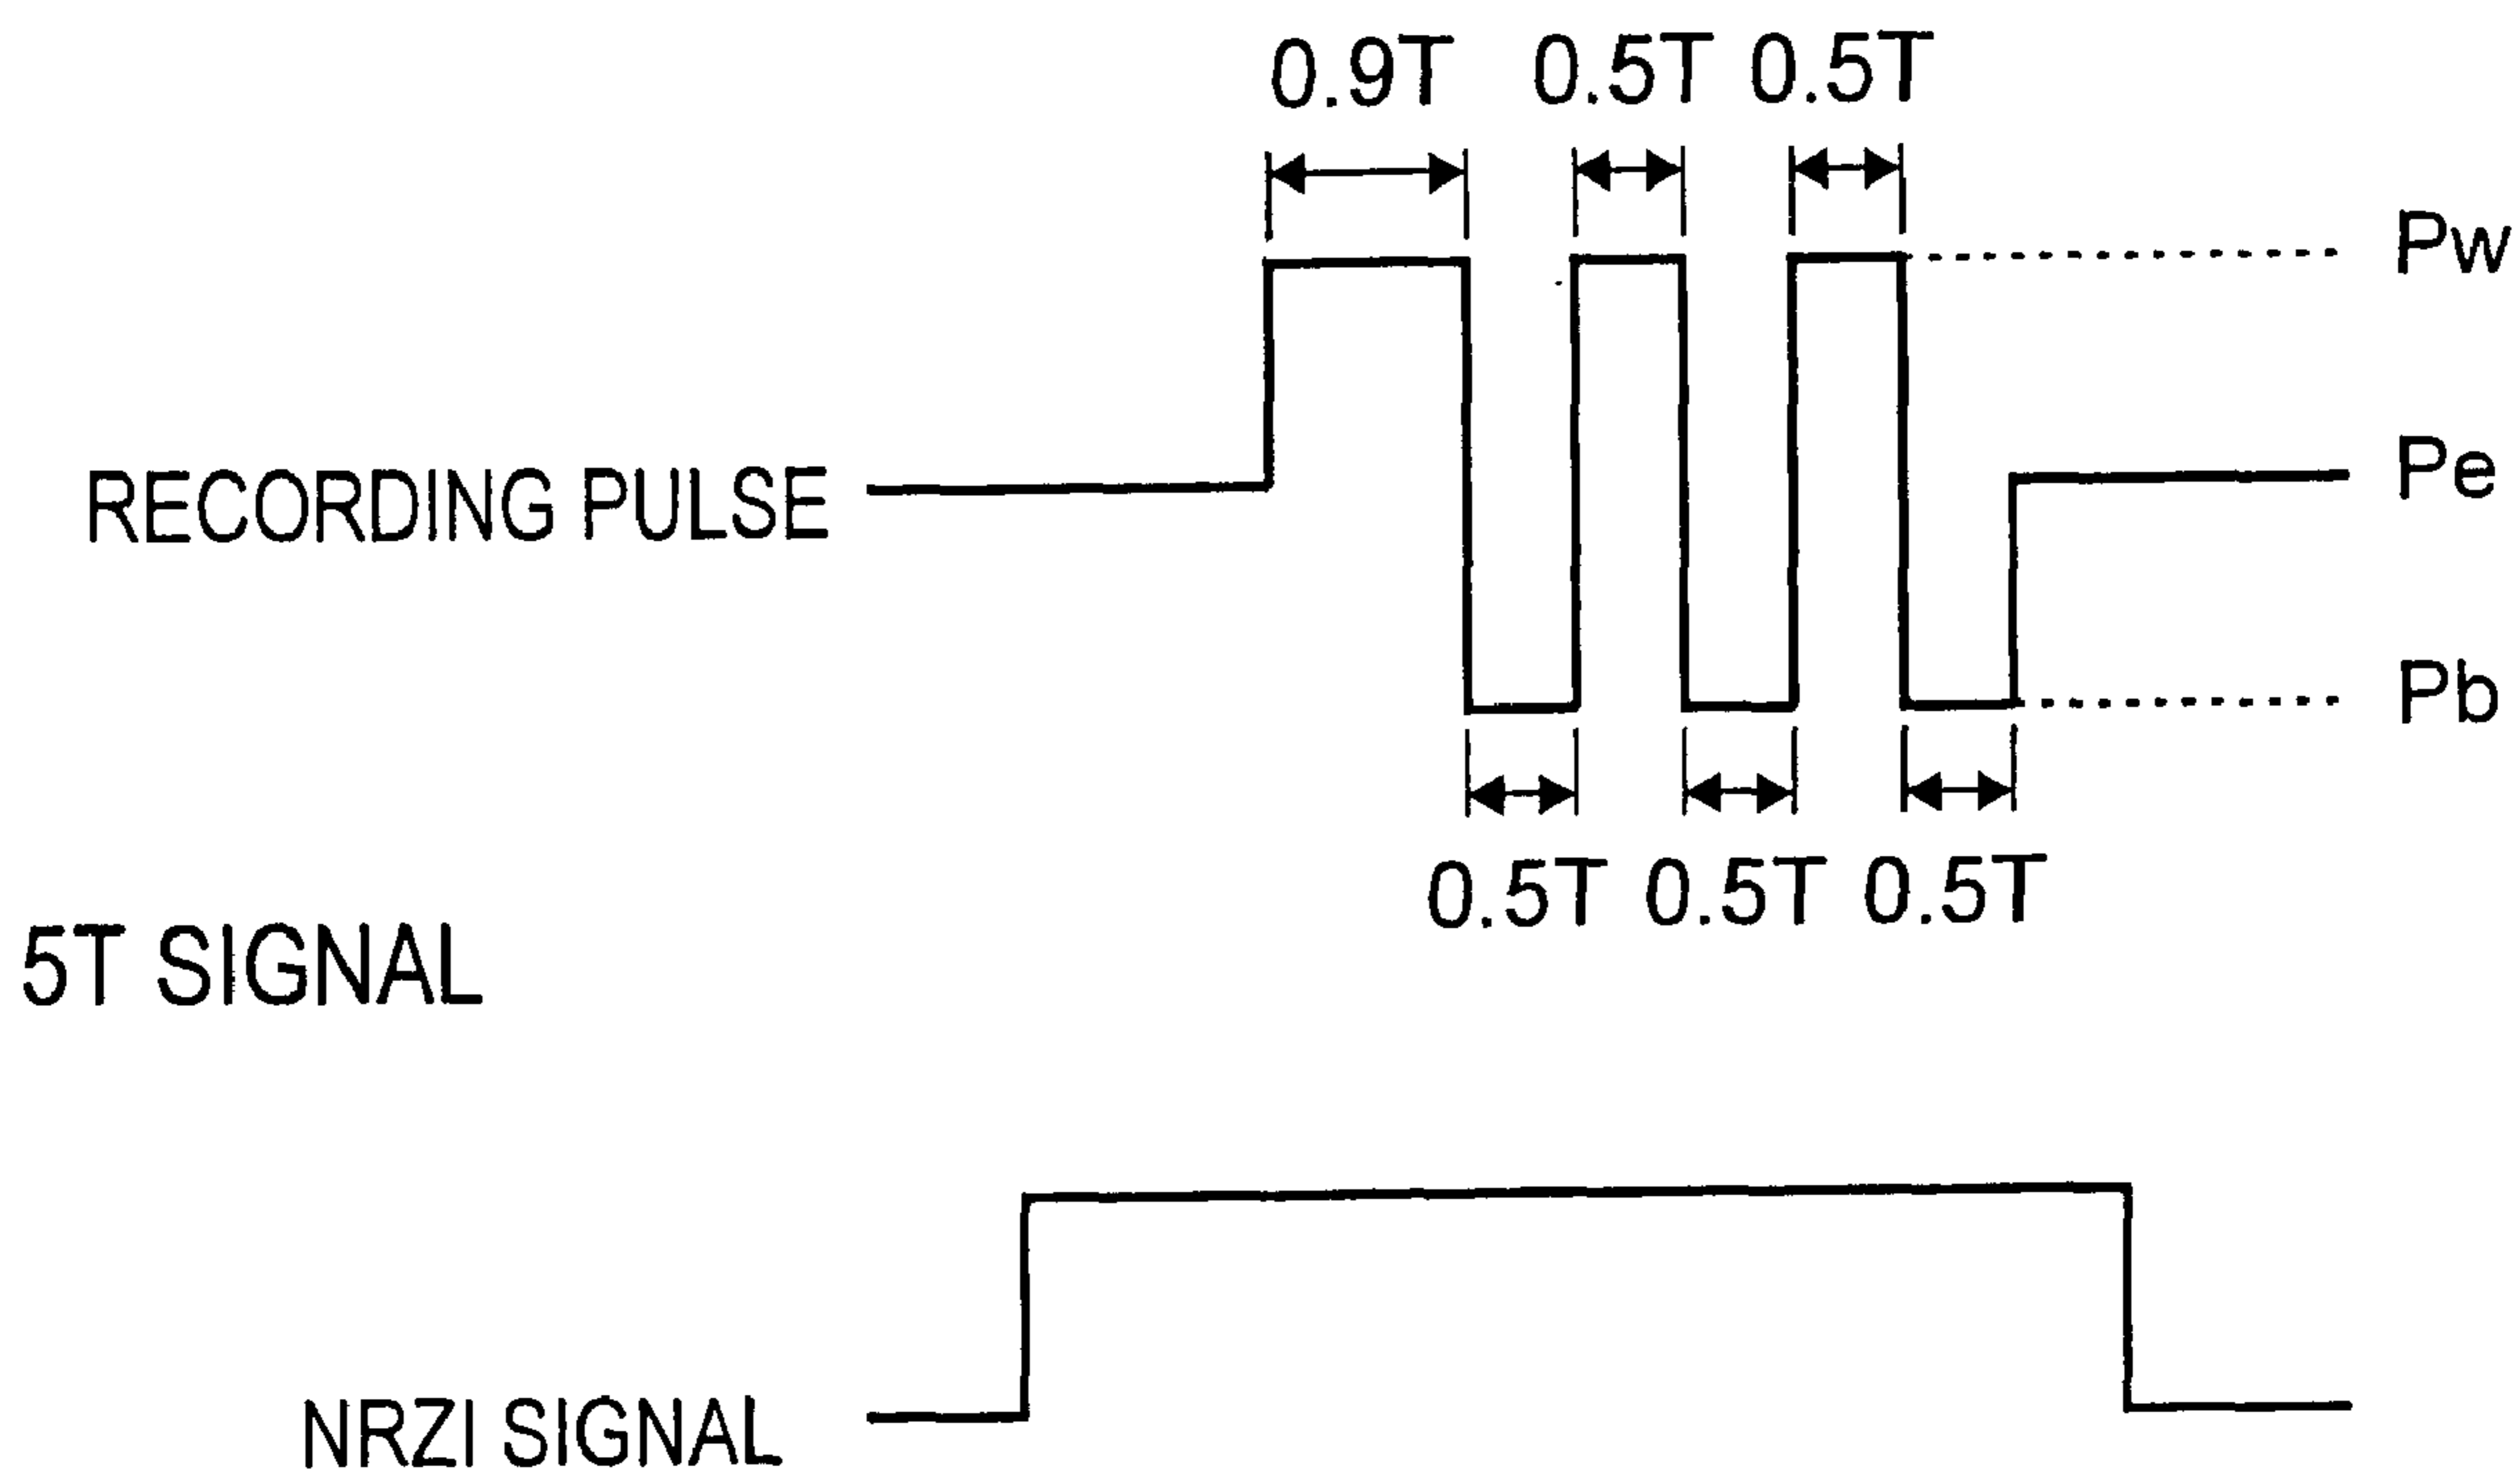 0.9T 0.5T 0.5T
Pw
RECORDING PULSE
Pe
Pb
0.5T 0.5T 0.5T
5T SIGNAL
NRZI SIGNAL